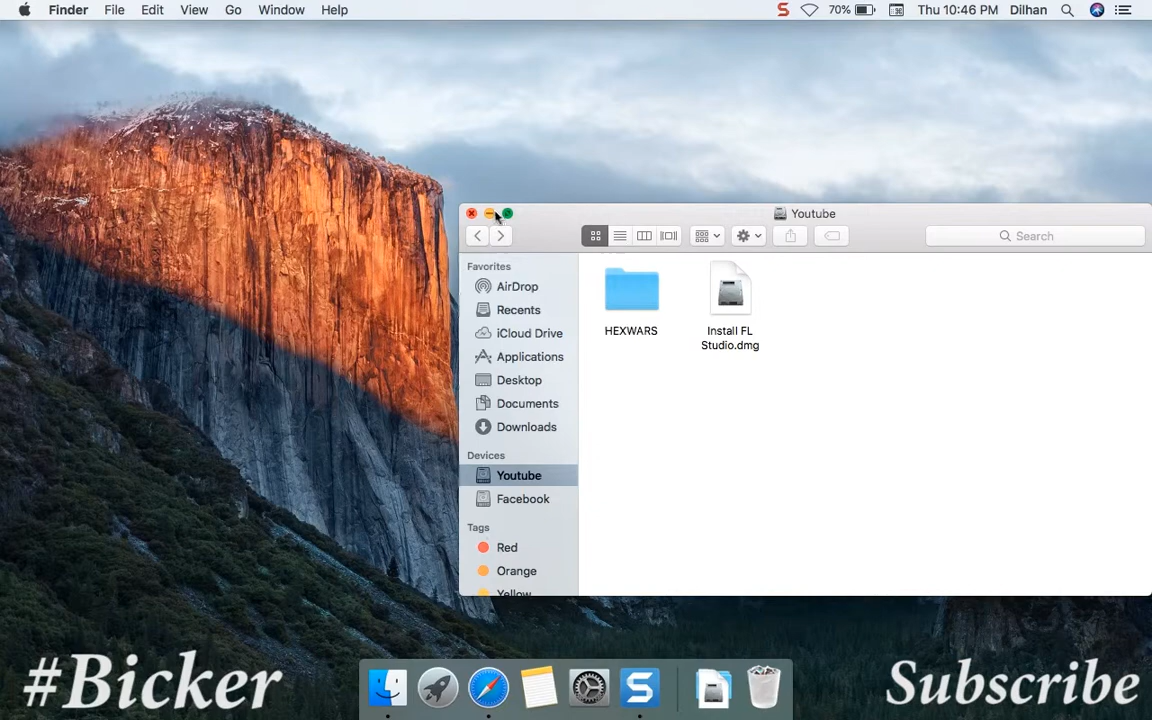 Finder File Edit View Go Window Help 70% Thu 10:46 PM Dilhan
Youtube
Search
Favorites
AirDrop
Recents
iCloud Drive
Applications
Desktop
Documents
Downloads
Devices
Youtube
Facebook
Tags
Red
Orange
Yellow
HEXWARS
Install FL
Studio.dmg
#Bicker
Subscribe